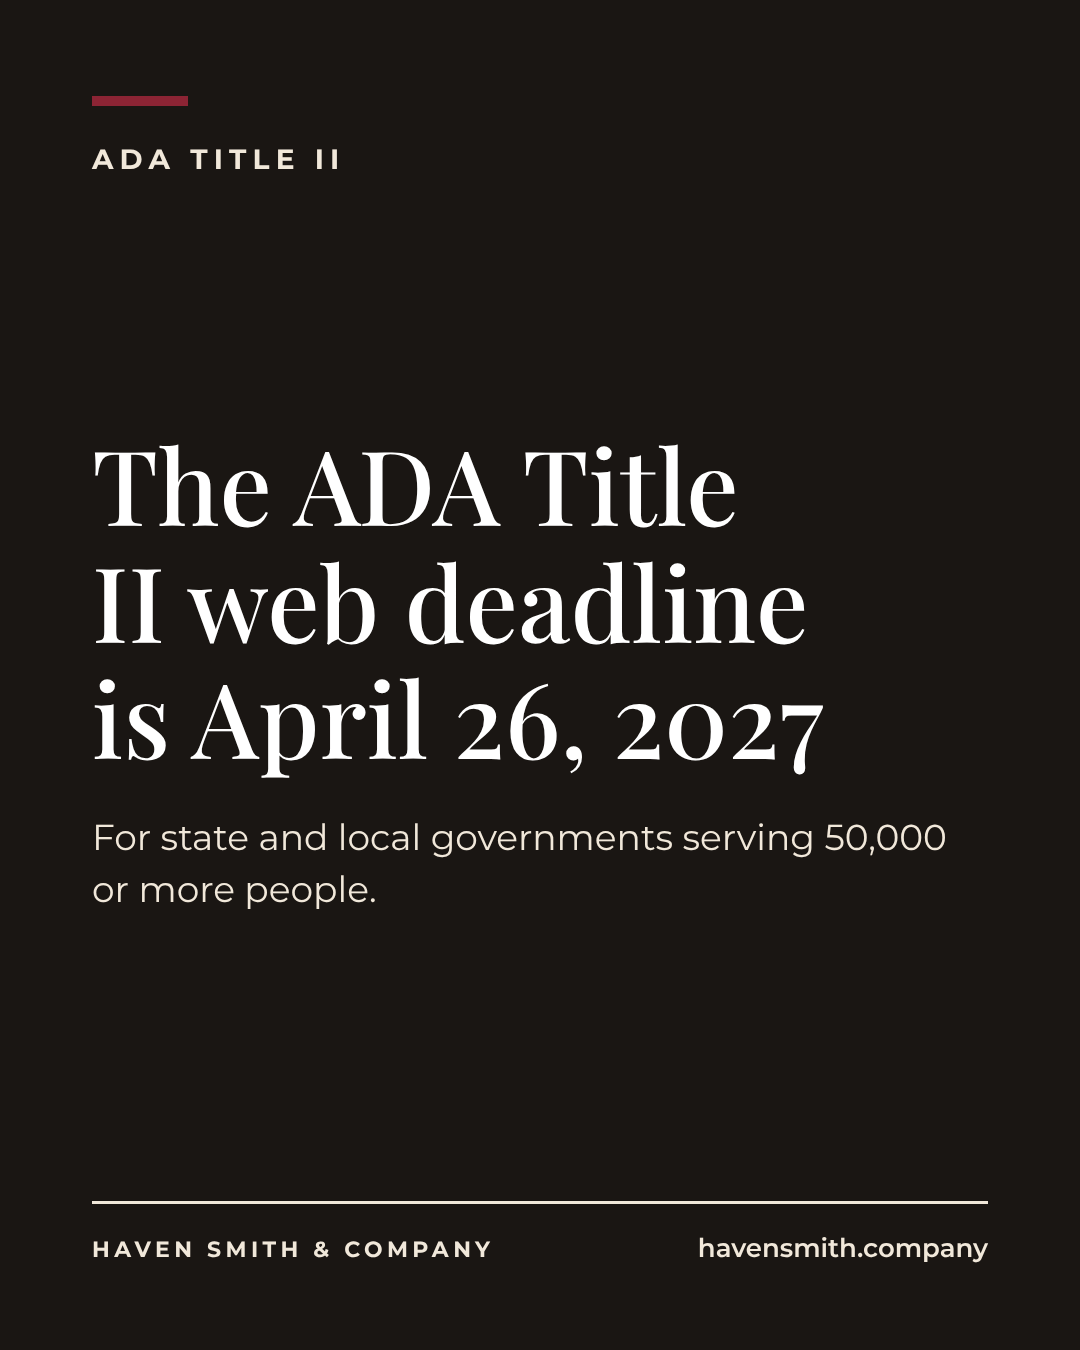 ADA TITLE II
The ADA Title
II web deadline
is April 26, 2027
For state and local governments serving 50,000
or more people.
HAVEN SMITH & COMPANY
havensmith.company